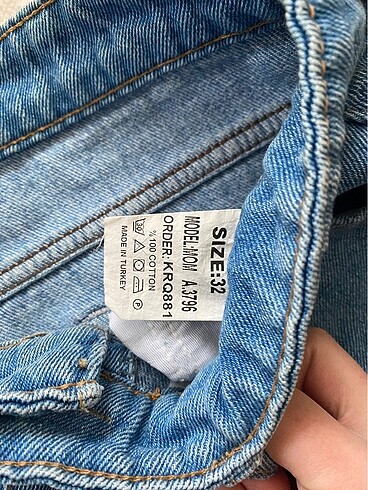 SIZE:32
MODEL:MOM A.3796
ORDER: KRQ881
%100 COTTON
MADE IN TURKEY